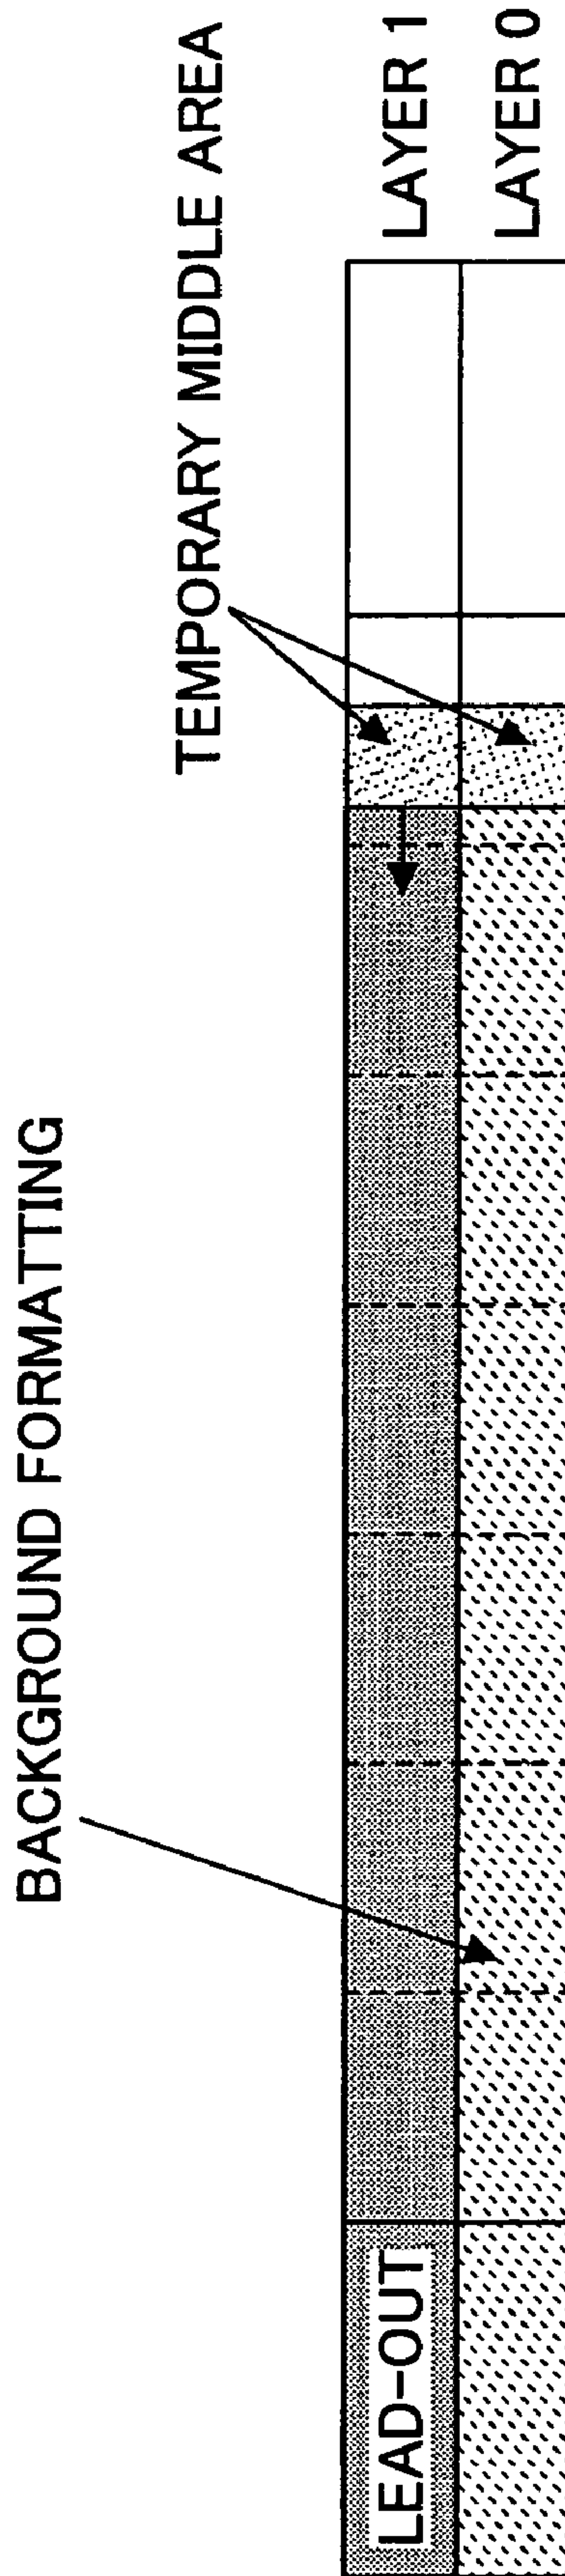 BACKGROUND FORMATTING
TEMPORARY MIDDLE AREA
LEAD-OUT
LAYER 1
LAYER 0